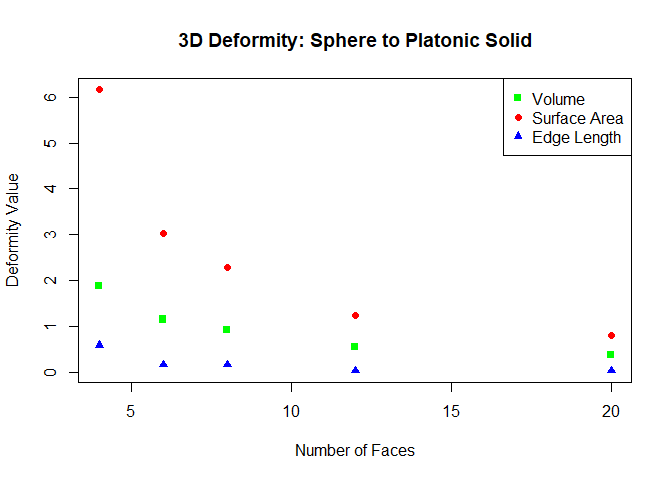 3D Deformity: Sphere to Platonic Solid
Volume
Surface Area
Edge Length
Deformity Value
6
5
4
3
2
1
0
5 10 15 20
Number of Faces